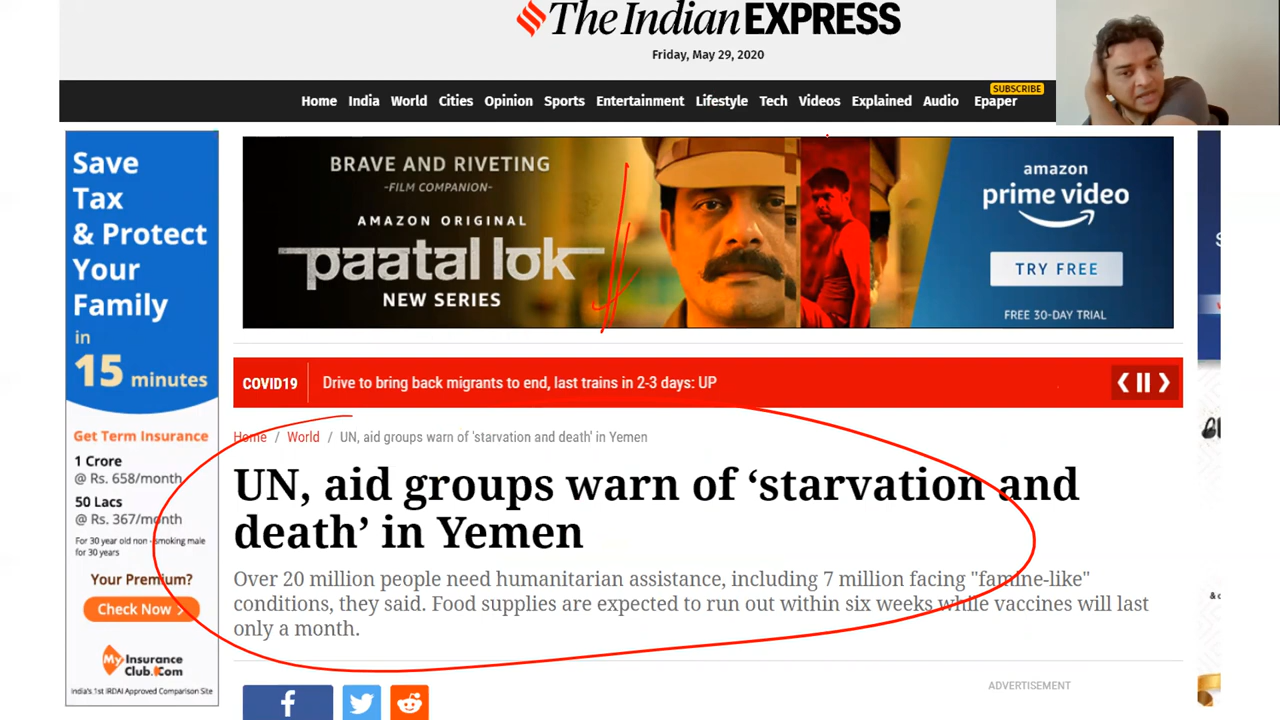 The Indian EXPRESS
Friday, May 29, 2020
SUBSCRIBE
Home India World Cities Opinion Sports Entertainment Lifestyle Tech Videos Explained Audio Epaper
Save
Tax
& Protect
Your
Family
in
15 minutes
Get Term Insurance
1 Crore
@ Rs. 658/month
50 Lacs
@ Rs. 367/month
For 30 year old non - smoking male
for 30 years
Your Premium?
Check Now >
My Insurance
Club.Com
India's 1st IRDAI Approved Comparison Site
BRAVE AND RIVETING
-FILM COMPANION-
AMAZON ORIGINAL
paatal lok
NEW SERIES
amazon
prime video
TRY FREE
FREE 30-DAY TRIAL
COVID19 Drive to bring back migrants to end, last trains in 2-3 days: UP
Home / World / UN, aid groups warn of 'starvation and death' in Yemen
UN, aid groups warn of ‘starvation and
death’ in Yemen
Over 20 million people need humanitarian assistance, including 7 million facing "famine-like"
conditions, they said. Food supplies are expected to run out within six weeks while vaccines will last
only a month.
ADVERTISEMENT